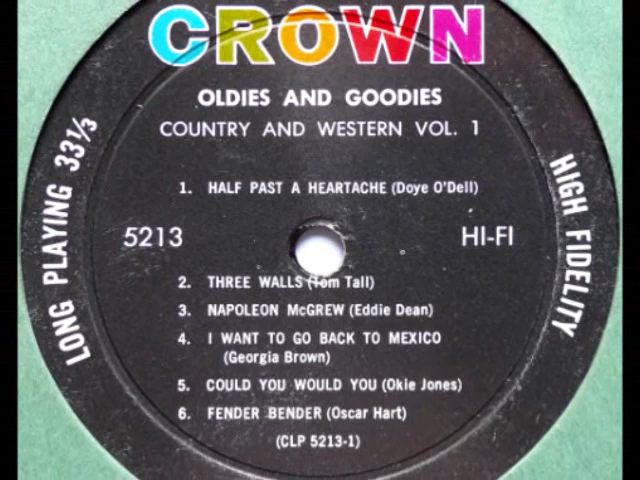 CROWN
OLDIES AND GOODIES
COUNTRY AND WESTERN VOL. 1
LONG PLAYING 33⅓
HIGH FIDELITY
1. HALF PAST A HEARTACHE (Doye O'Dell)
5213 HI-FI
2. THREE WALLS (Tom Tall)
3. NAPOLEON McGREW (Eddie Dean)
4. I WANT TO GO BACK TO MEXICO
(Georgia Brown)
5. COULD YOU WOULD YOU (Okie Jones)
6. FENDER BENDER (Oscar Hart)
(CLP 5213-1)